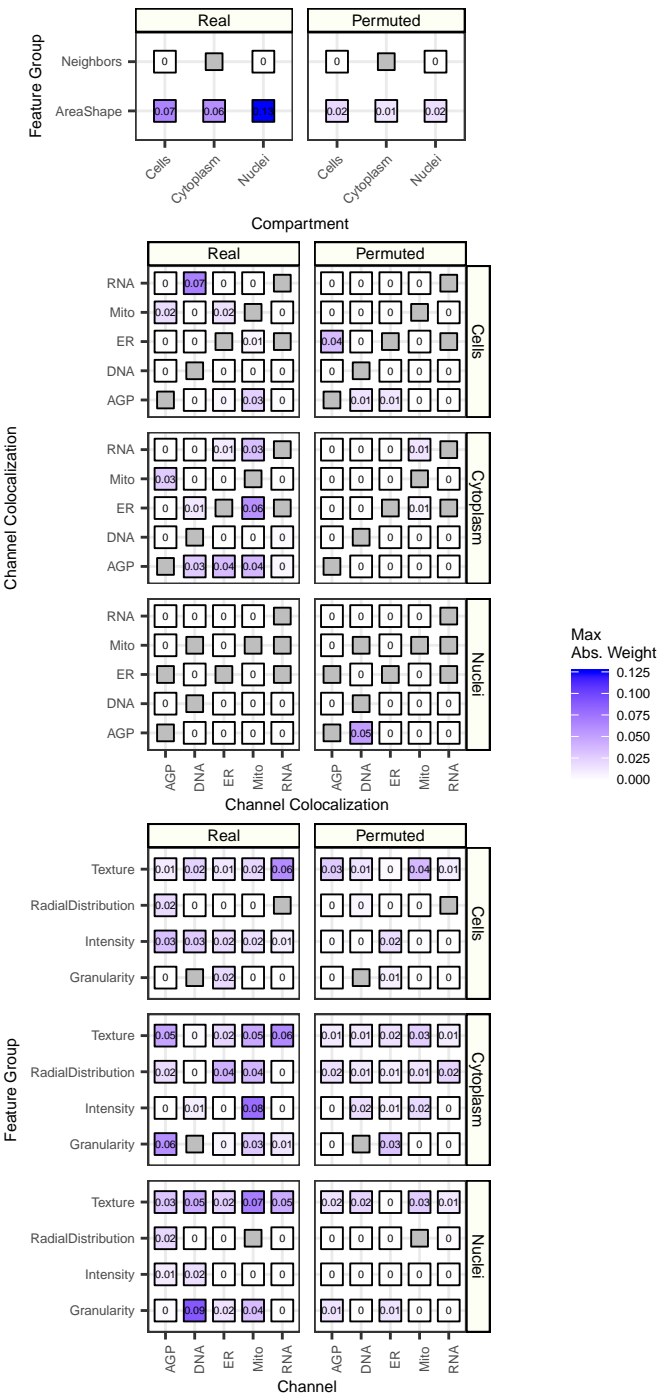 Real Permuted
Neighbors 0 0 0 0
AreaShape 0.07 0.06 0.13 0.02 0.01 0.02
Feature Group
Cells Cytoplasm Nuclei Cells Cytoplasm Nuclei
Compartment
Real Permuted
RNA 0 0.07 0 0 0 0 0 0
Mito 0.02 0 0.02 0 0 0 0 0
ER 0 0 0.01 0.04 0 0
DNA 0 0 0 0 0 0 0 0
AGP 0 0 0.03 0 0.01 0.01 0 0
Cells
RNA 0 0 0.01 0.03 0 0 0 0.01
Mito 0.03 0 0 0 0 0 0 0
ER 0 0.01 0.06 0 0 0.01
DNA 0 0 0 0 0 0 0 0
AGP 0.03 0.04 0.04 0 0 0 0 0
Cytoplasm
RNA 0 0 0 0 0 0 0 0
Mito 0 0 0 0
ER 0 0 0 0
DNA 0 0 0 0 0 0 0 0
AGP 0 0 0 0 0.05 0 0 0
Nuclei
Channel Colocalization
AGP DNA ER Mito RNA AGP DNA ER Mito RNA
Channel Colocalization
Max
Abs. Weight
0.125
0.100
0.075
0.050
0.025
0.000
Real Permuted
Texture 0.01 0.02 0.01 0.02 0.06 0.03 0.01 0 0.04 0.01
RadialDistribution 0.02 0 0 0 0 0 0 0
Intensity 0.03 0.03 0.02 0.02 0.01 0 0 0.02 0 0
Granularity 0 0.02 0 0 0 0.01 0 0
Cells
Texture 0.05 0 0.02 0.05 0.06 0.01 0.01 0.02 0.03 0.01
RadialDistribution 0.02 0 0.04 0.04 0 0.02 0.01 0.01 0.01 0.02
Intensity 0 0.01 0 0.08 0 0 0.02 0.01 0.02 0
Granularity 0.06 0 0.03 0.01 0 0.03 0 0
Cytoplasm
Texture 0.03 0.05 0.02 0.07 0.05 0.02 0.02 0 0.03 0.01
RadialDistribution 0.02 0 0 0 0 0 0 0
Intensity 0.01 0.02 0 0 0 0 0 0 0 0
Granularity 0 0.09 0.02 0.04 0 0.01 0 0.01 0 0
Nuclei
Feature Group
AGP DNA ER Mito RNA AGP DNA ER Mito RNA
Channel